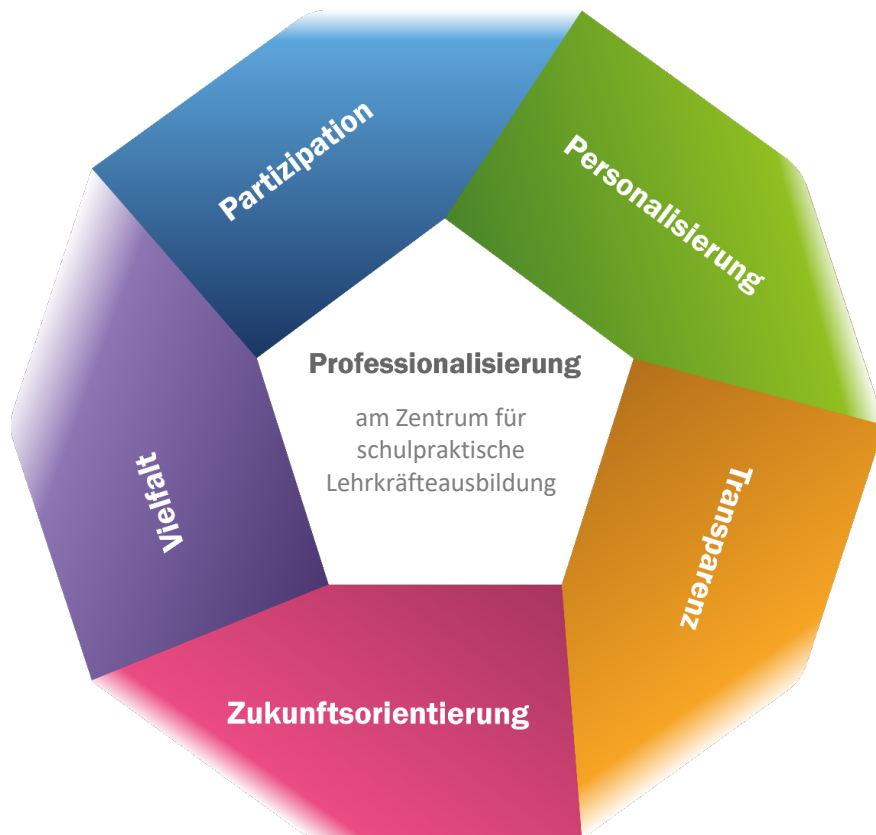 Partizipation
Personalisierung
Professionalisierung
am Zentrum für
schulpraktische
Lehrkräfteausbildung
Vielfalt
Transparenz
Zukunftsorientierung